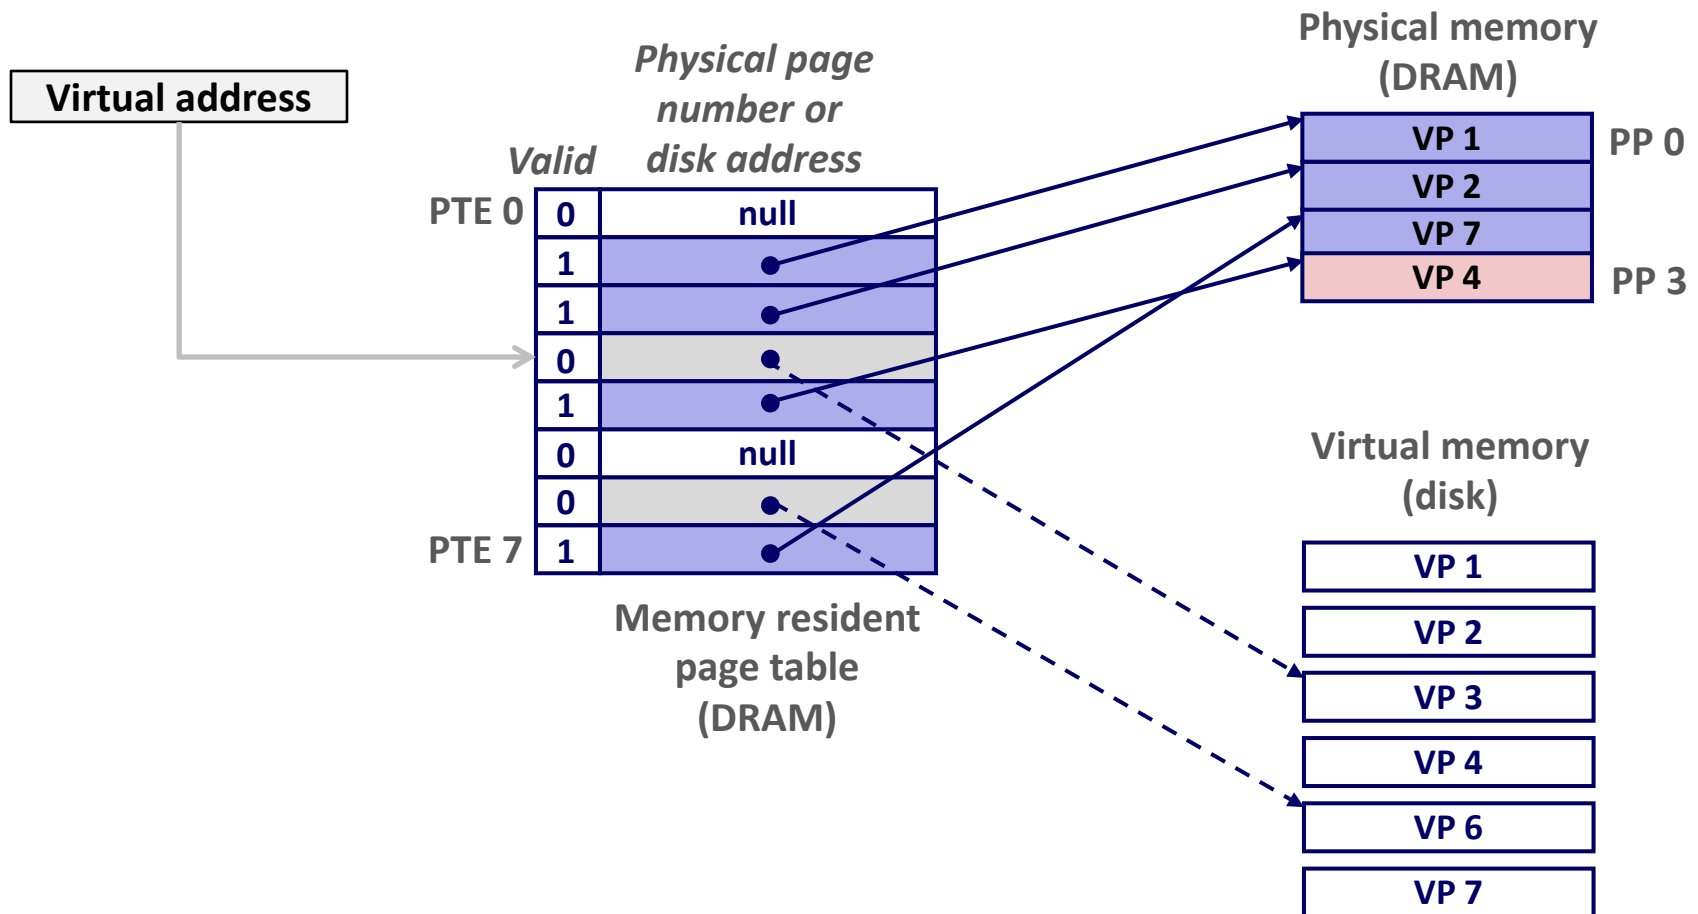 Virtual address
Physical page
number or
disk address
Valid
PTE 0
0
null
1
1
0
1
0
null
0
PTE 7
1
Memory resident
page table
(DRAM)
Physical memory
(DRAM)
VP 1
PP 0
VP 2
VP 7
VP 4
PP 3
Virtual memory
(disk)
VP 1
VP 2
VP 3
VP 4
VP 6
VP 7